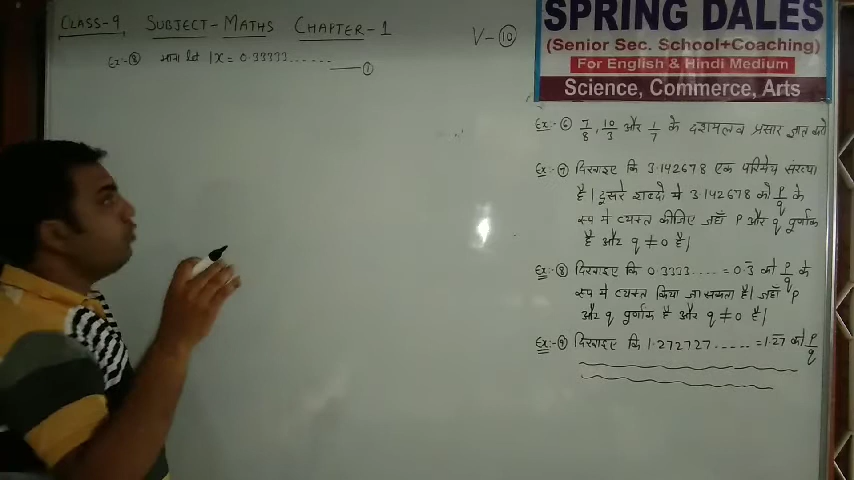 CLASS-9, SUBJECT-MATHS CHAPTER-1
V-10
Ex:-8 माना let 1x = 0.33333...... ——1
SPRING DALES
(Senior Sec. School+Coaching)
For English & Hindi Medium
Science, Commerce, Arts
Ex:-6 7/8, 10/3 और 1/7 के दशमलव प्रसार ज्ञात करो
Ex:-7 दिखाइए कि 3.142678 एक परिमेय संख्या
है। दुसरे शब्दो मे 3.142678 को p/q के
रूप मे व्यक्त कीजिए जहाँ P और q पूर्णांक
है और q ≠ 0 है।
Ex:-8 दिखाइए कि 0.3333.... = 0.3̅ को p/q के
रूप मे व्यक्त किया जा सकता है। जहाँ P
और q पूर्णांक है और q ≠ 0 है।
Ex:-9 दिखाइए कि 1.272727..... = 1.2̅7̅ को p/q